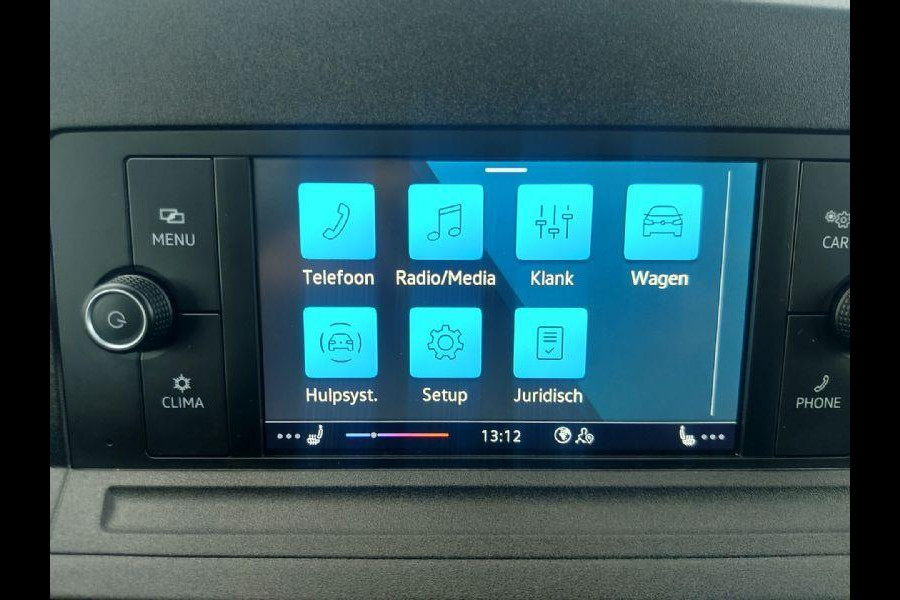 MENU
CLIMA
Telefoon
Radio/Media
Klank
Wagen
Hulpsyst.
Setup
Juridisch
13:12
CAR
PHONE